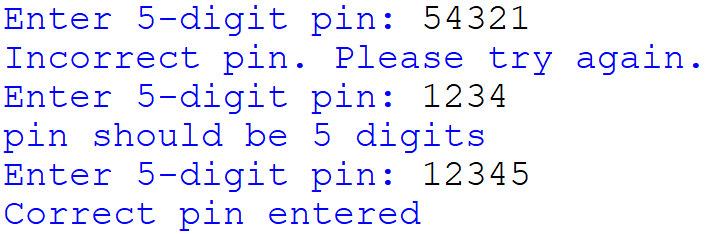 Enter 5-digit pin: 54321
Incorrect pin. Please try again.
Enter 5-digit pin: 1234
pin should be 5 digits
Enter 5-digit pin: 12345
Correct pin entered